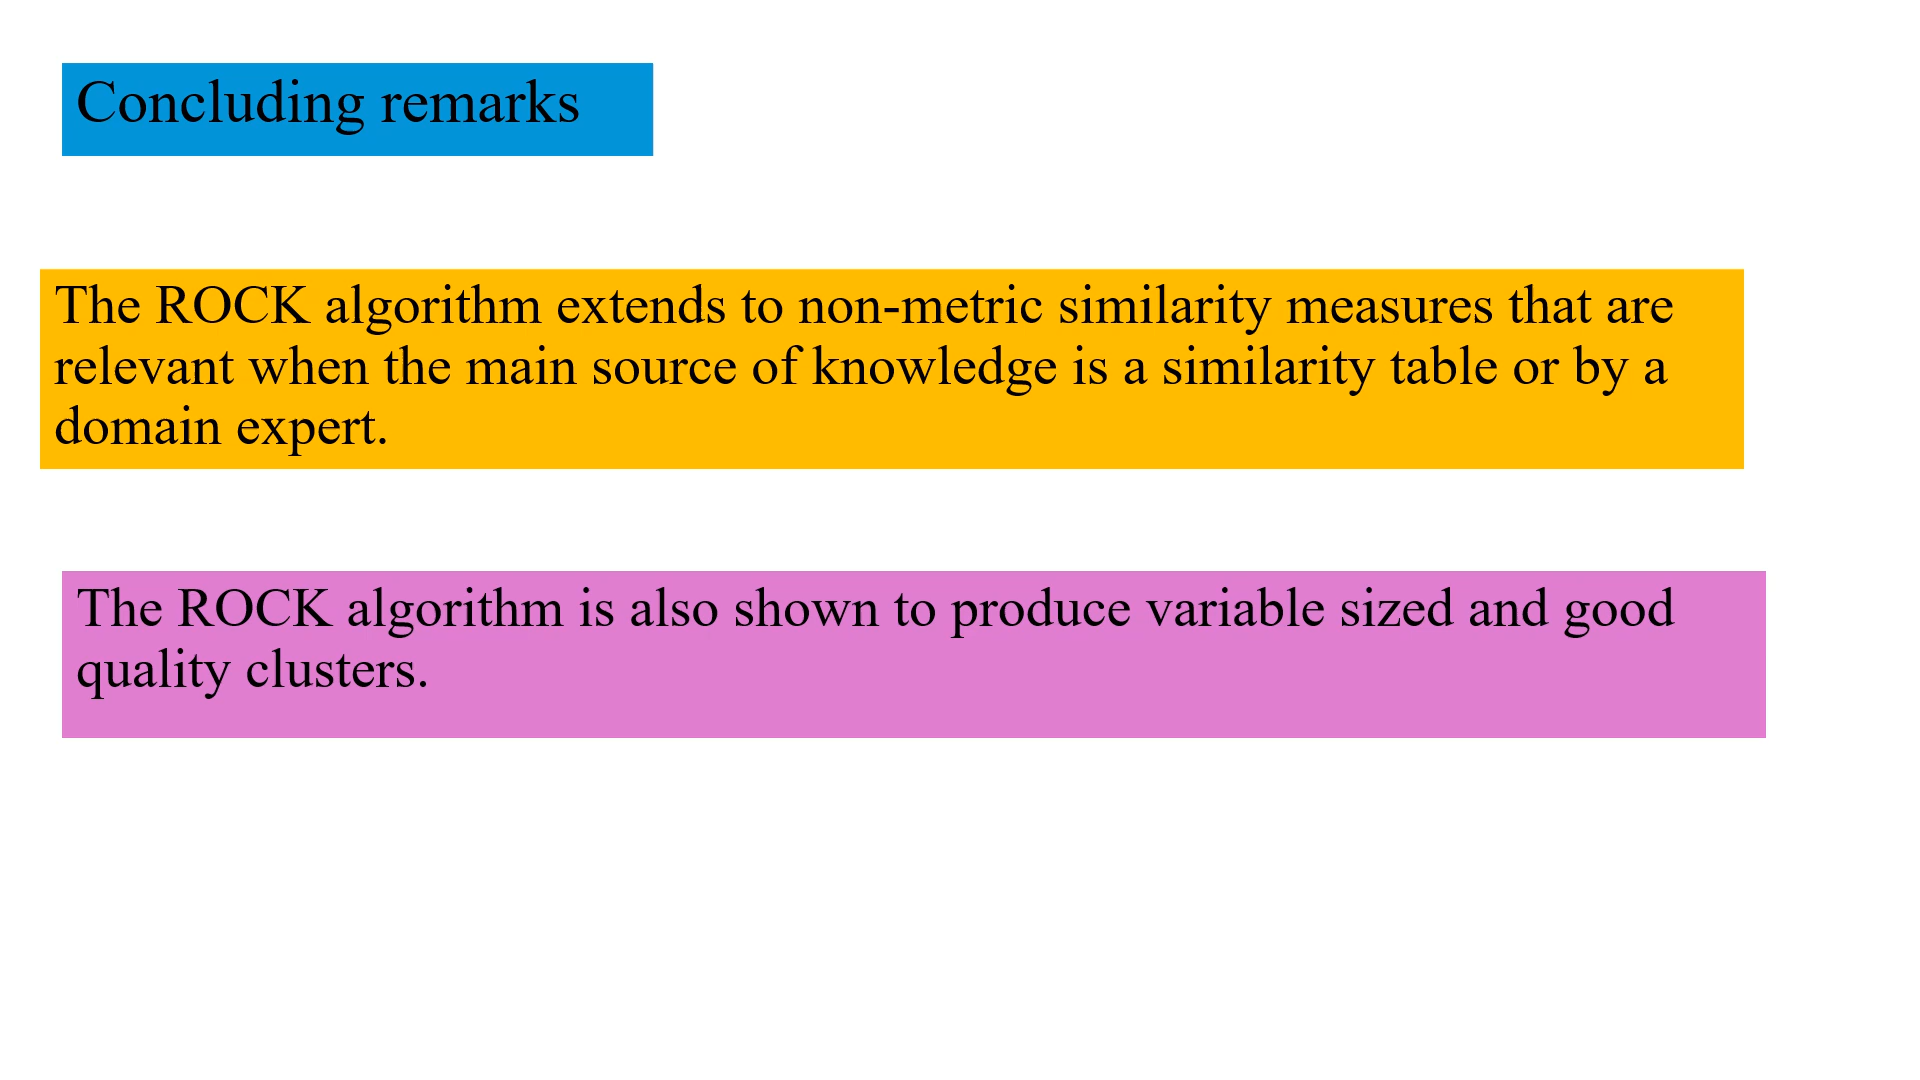 Concluding remarks
The ROCK algorithm extends to non-metric similarity measures that are
relevant when the main source of knowledge is a similarity table or by a
domain expert.
The ROCK algorithm is also shown to produce variable sized and good
quality clusters.